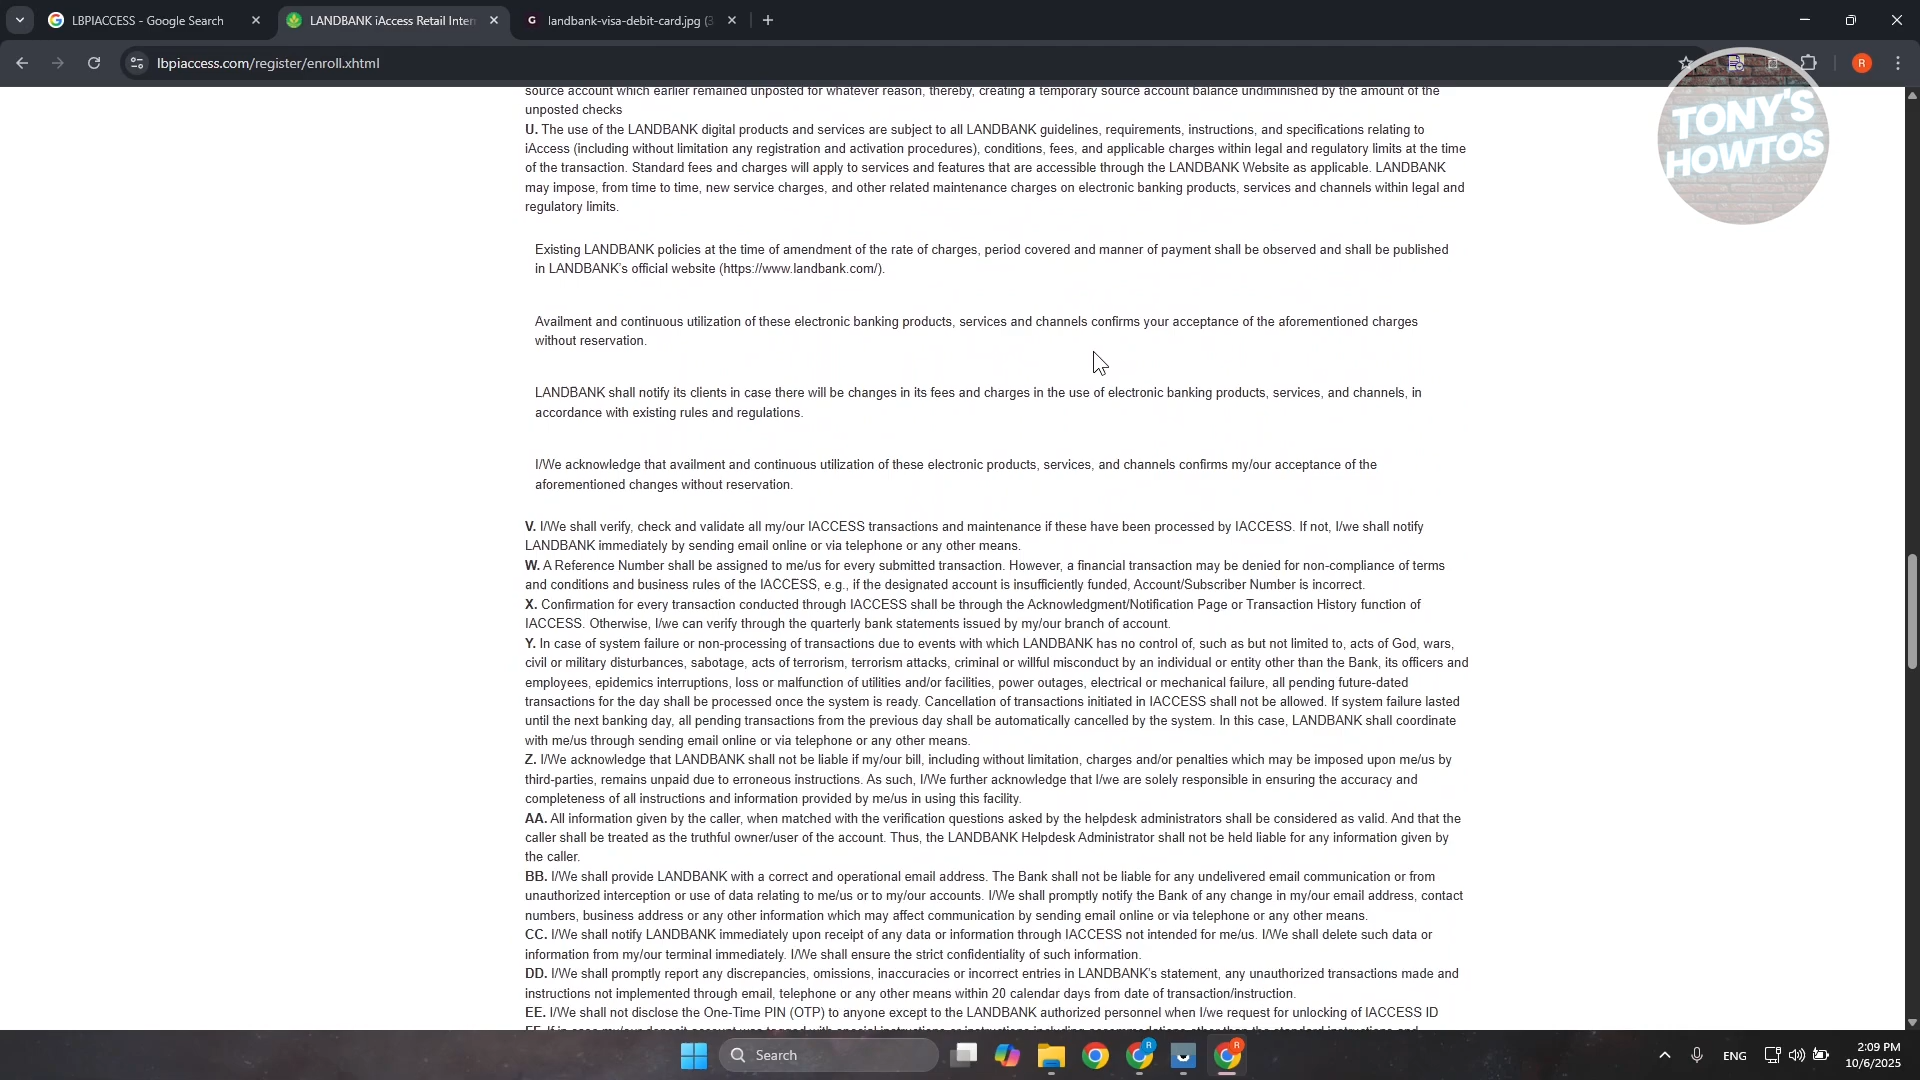 LBPIACCESS - Google Search
LANDBANK iAccess Retail Inter
landbank-visa-debit-card.jpg (3
lbpiaccess.com/register/enroll.xhtml
R
TONY'S
HOWTOS
source account which earlier remained unposted for whatever reason, thereby, creating a temporary source account balance undiminished by the amount of the
unposted checks
U. The use of the LANDBANK digital products and services are subject to all LANDBANK guidelines, requirements, instructions, and specifications relating to
iAccess (including without limitation any registration and activation procedures), conditions, fees, and applicable charges within legal and regulatory limits at the time
of the transaction. Standard fees and charges will apply to services and features that are accessible through the LANDBANK Website as applicable. LANDBANK
may impose, from time to time, new service charges, and other related maintenance charges on electronic banking products, services and channels within legal and
regulatory limits.
Existing LANDBANK policies at the time of amendment of the rate of charges, period covered and manner of payment shall be observed and shall be published
in LANDBANK's official website (https://www.landbank.com/).
Availment and continuous utilization of these electronic banking products, services and channels confirms your acceptance of the aforementioned charges
without reservation.
LANDBANK shall notify its clients in case there will be changes in its fees and charges in the use of electronic banking products, services, and channels, in
accordance with existing rules and regulations.
I/We acknowledge that availment and continuous utilization of these electronic products, services, and channels confirms my/our acceptance of the
aforementioned changes without reservation.
V. I/We shall verify, check and validate all my/our IACCESS transactions and maintenance if these have been processed by IACCESS. If not, I/we shall notify
LANDBANK immediately by sending email online or via telephone or any other means.
W. A Reference Number shall be assigned to me/us for every submitted transaction. However, a financial transaction may be denied for non-compliance of terms
and conditions and business rules of the IACCESS, e.g., if the designated account is insufficiently funded, Account/Subscriber Number is incorrect.
X. Confirmation for every transaction conducted through IACCESS shall be through the Acknowledgment/Notification Page or Transaction History function of
IACCESS. Otherwise, I/we can verify through the quarterly bank statements issued by my/our branch of account.
Y. In case of system failure or non-processing of transactions due to events with which LANDBANK has no control of, such as but not limited to, acts of God, wars,
civil or military disturbances, sabotage, acts of terrorism, terrorism attacks, criminal or willful misconduct by an individual or entity other than the Bank, its officers and
employees, epidemics interruptions, loss or malfunction of utilities and/or facilities, power outages, electrical or mechanical failure, all pending future-dated
transactions for the day shall be processed once the system is ready. Cancellation of transactions initiated in IACCESS shall not be allowed. If system failure lasted
until the next banking day, all pending transactions from the previous day shall be automatically cancelled by the system. In this case, LANDBANK shall coordinate
with me/us through sending email online or via telephone or any other means.
Z. I/We acknowledge that LANDBANK shall not be liable if my/our bill, including without limitation, charges and/or penalties which may be imposed upon me/us by
third-parties, remains unpaid due to erroneous instructions. As such, I/We further acknowledge that I/we are solely responsible in ensuring the accuracy and
completeness of all instructions and information provided by me/us in using this facility.
AA. All information given by the caller, when matched with the verification questions asked by the helpdesk administrators shall be considered as valid. And that the
caller shall be treated as the truthful owner/user of the account. Thus, the LANDBANK Helpdesk Administrator shall not be held liable for any information given by
the caller.
BB. I/We shall provide LANDBANK with a correct and operational email address. The Bank shall not be liable for any undelivered email communication or from
unauthorized interception or use of data relating to me/us or to my/our accounts. I/We shall promptly notify the Bank of any change in my/our email address, contact
numbers, business address or any other information which may affect communication by sending email online or via telephone or any other means.
CC. I/We shall notify LANDBANK immediately upon receipt of any data or information through IACCESS not intended for me/us. I/We shall delete such data or
information from my/our terminal immediately. I/We shall ensure the strict confidentiality of such information.
DD. I/We shall promptly report any discrepancies, omissions, inaccuracies or incorrect entries in LANDBANK's statement, any unauthorized transactions made and
instructions not implemented through email, telephone or any other means within 20 calendar days from date of transaction/instruction.
EE. I/We shall not disclose the One-Time PIN (OTP) to anyone except to the LANDBANK authorized personnel when I/we request for unlocking of IACCESS ID
Search
ENG
2:09 PM
10/6/2025